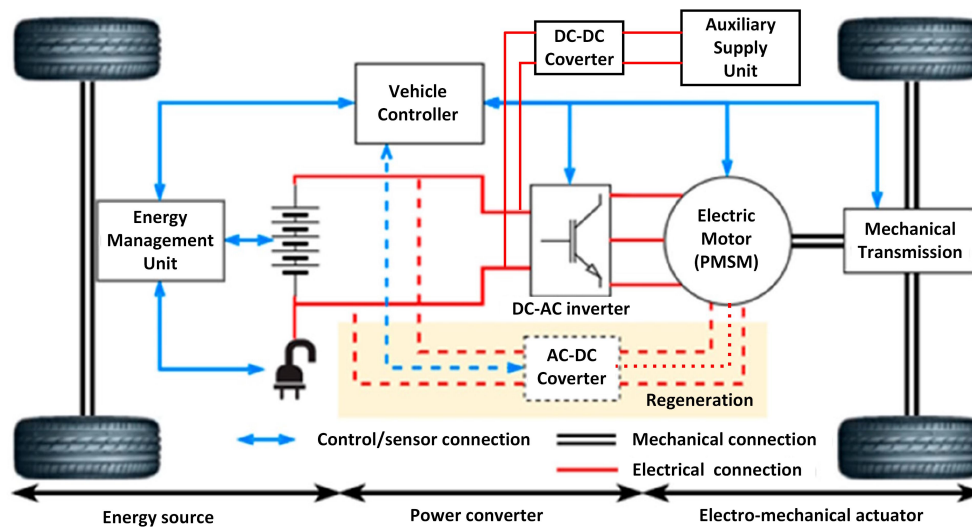 DC-DC
Coverter
Auxiliary
Supply
Unit
Vehicle
Controller
Energy
Management
Unit
Electric
Motor
(PMSM)
Mechanical
Transmission
DC-AC inverter
AC-DC
Coverter
Regeneration
Control/sensor connection
Mechanical connection
Electrical connection
Energy source
Power converter
Electro-mechanical actuator